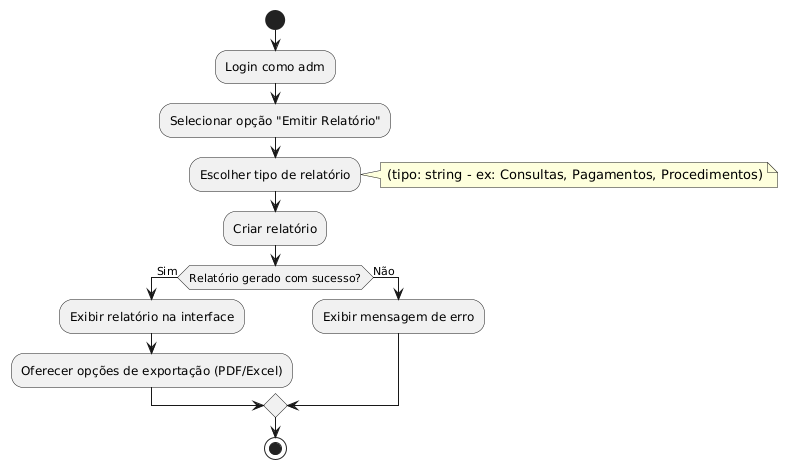 Login como adm
Selecionar opção "Emitir Relatório"
Escolher tipo de relatório
(tipo: string - ex: Consultas, Pagamentos, Procedimentos)
Criar relatório
Sim
Relatório gerado com sucesso?
Não
Exibir relatório na interface
Exibir mensagem de erro
Oferecer opções de exportação (PDF/Excel)